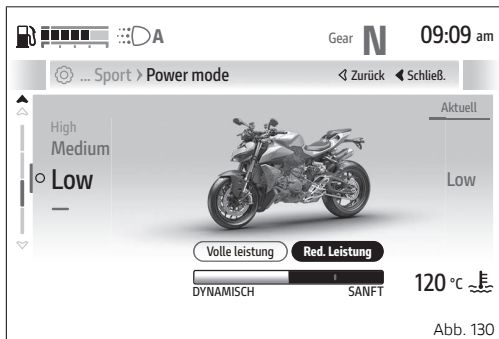 A Gear N 09:09 am
... Sport > Power mode Zurück Schließ.
Aktuell
High
Medium
Low Low
Volle leistung Red. Leistung
DYNAMISCH SANFT 120 °C
Abb. 130